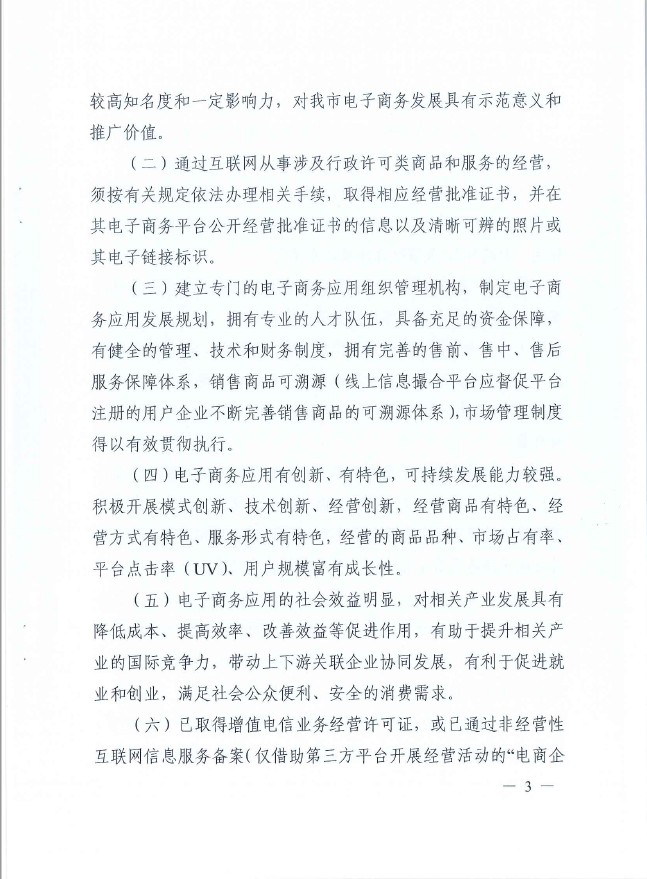 较高知名度和一定影响力，对我市电子商务发展具有示范意义和
推广价值。
（二）通过互联网从事涉及行政许可类商品和服务的经营，
须按有关规定依法办理相关手续，取得相应经营批准证书，并在
其电子商务平台公开经营批准证书的信息以及清晰可辨的照片或
其电子链接标识。
（三）建立专门的电子商务应用组织管理机构，制定电子商
务应用发展规划，拥有专业的人才队伍，具备充足的资金保障，
有健全的管理、技术和财务制度，拥有完善的售前、售中、售后
服务保障体系，销售商品可溯源（线上信息撮合平台应督促平台
注册的用户企业不断完善销售商品的可溯源体系），市场管理制度
得以有效贯彻执行。
（四）电子商务应用有创新、有特色，可持续发展能力较强。
积极开展模式创新、技术创新、经营创新，经营商品有特色、经
营方式有特色、服务形式有特色，经营的商品品种、市场占有率、
平台点击率（UV）、用户规模富有成长性。
（五）电子商务应用的社会效益明显，对相关产业发展具有
降低成本、提高效率、改善效益等促进作用，有助于提升相关产
业的国际竞争力，带动上下游关联企业协同发展，有利于促进就
业和创业，满足社会公众便利、安全的消费需求。
（六）已取得增值电信业务经营许可证，或已通过非经营性
互联网信息服务备案（仅借助第三方平台开展经营活动的“电商企
— 3 —